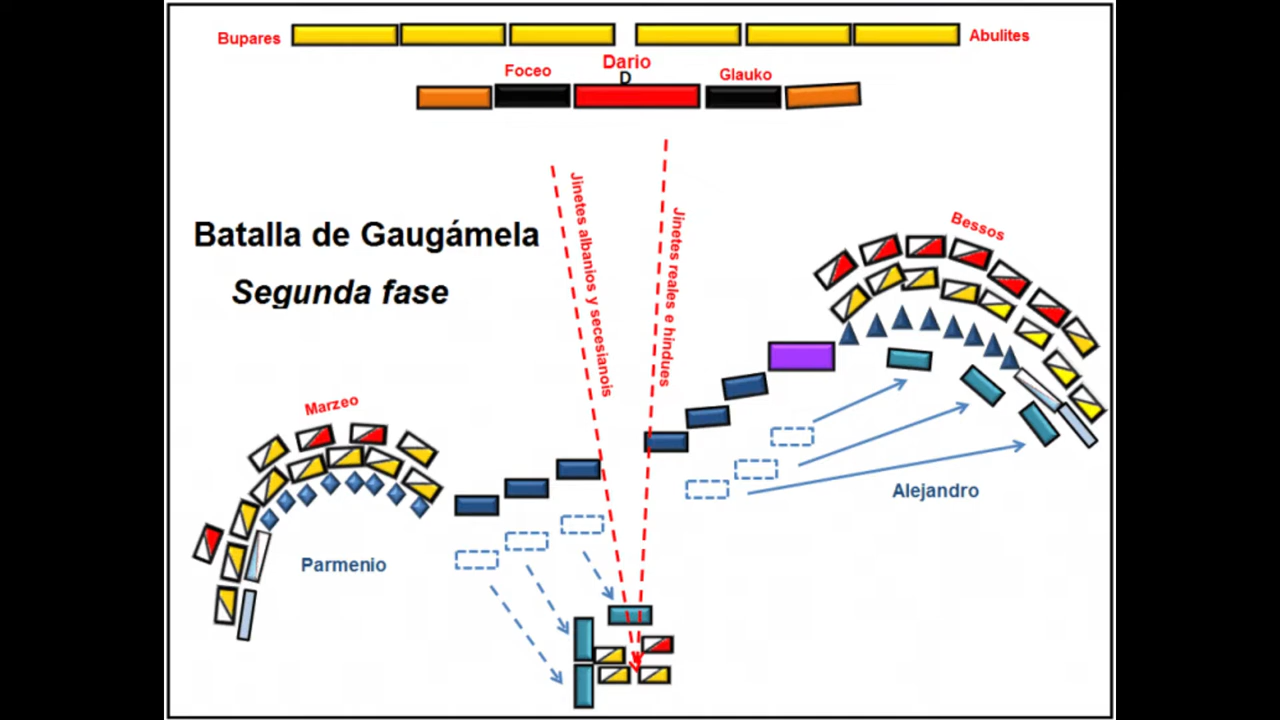 Bupares
Abulites
Foceo
Dario
D
Glauko
Jinetes albanios y secesianois
Jinetes reales e hindues
Batalla de Gaugámela
Segunda fase
Bessos
Marzeo
Alejandro
Parmenio